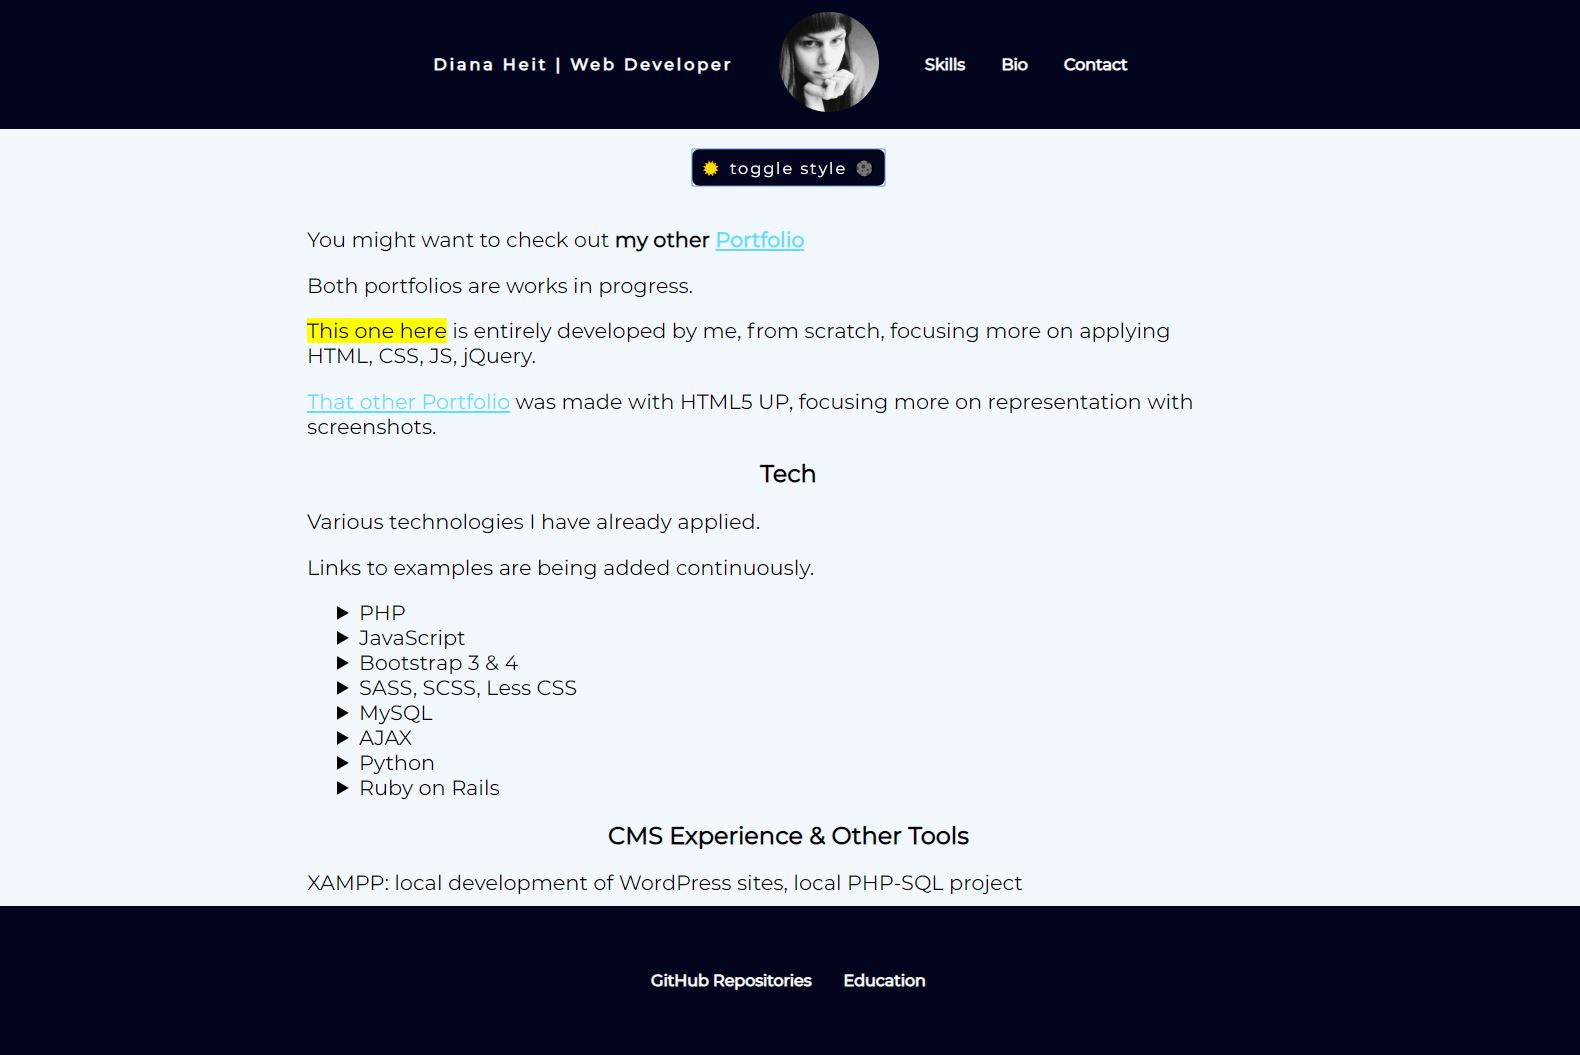 Diana Heit | Web Developer
Skills Bio Contact
toggle style
You might want to check out my other Portfolio
Both portfolios are works in progress.
This one here is entirely developed by me, from scratch, focusing more on applying
HTML, CSS, JS, jQuery.
That other Portfolio was made with HTML5 UP, focusing more on representation with
screenshots.
Tech
Various technologies I have already applied.
Links to examples are being added continuously.
PHP
JavaScript
Bootstrap 3 & 4
SASS, SCSS, Less CSS
MySQL
AJAX
Python
Ruby on Rails
CMS Experience & Other Tools
XAMPP: local development of WordPress sites, local PHP-SQL project
GitHub Repositories Education